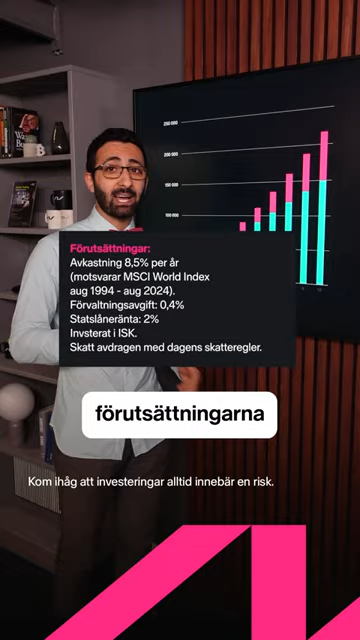 250 000
200 000
150 000
100 000
Förutsättningar:
Avkastning 8,5% per år
(motsvarar MSCI World Index
aug 1994 - aug 2024).
Förvaltningsavgift: 0,4%
Statslåneränta: 2%
Invsterat i ISK.
Skatt avdragen med dagens skatteregler.
förutsättningarna
Kom ihåg att investeringar alltid innebär en risk.